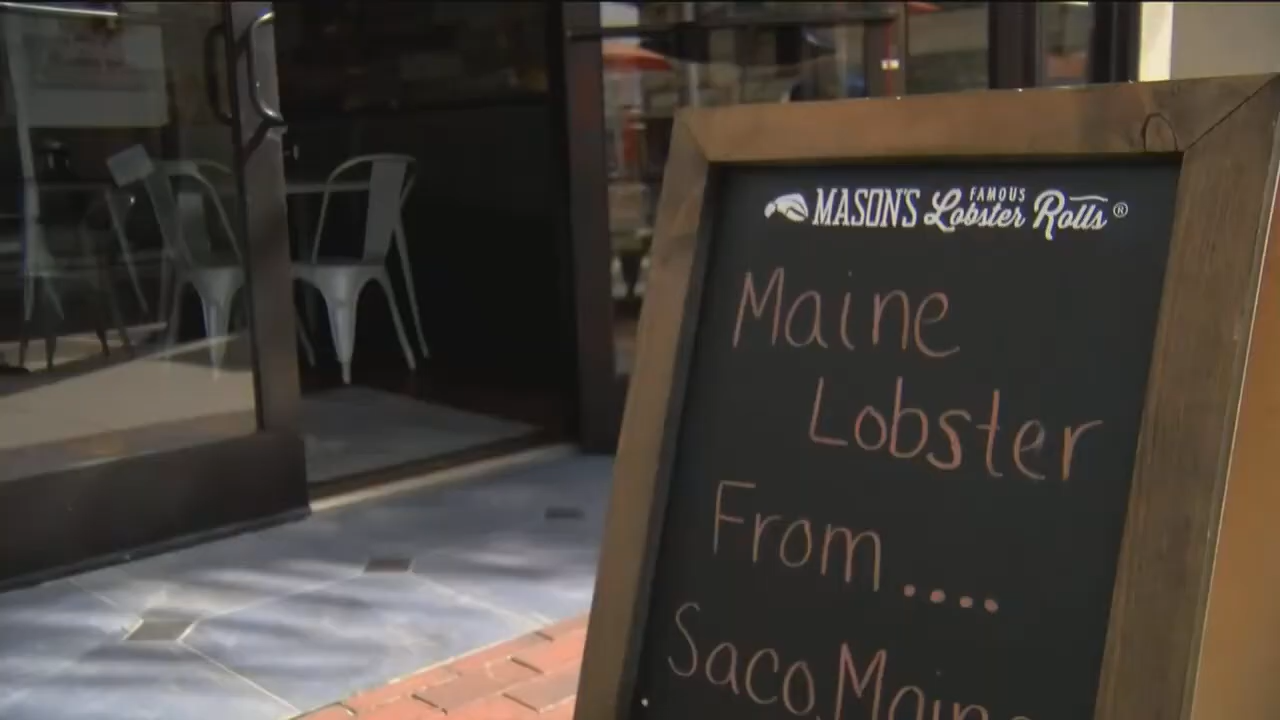 MASON'S FAMOUS Lobster Rolls®
Maine
Lobster
From....
Saco, Maine